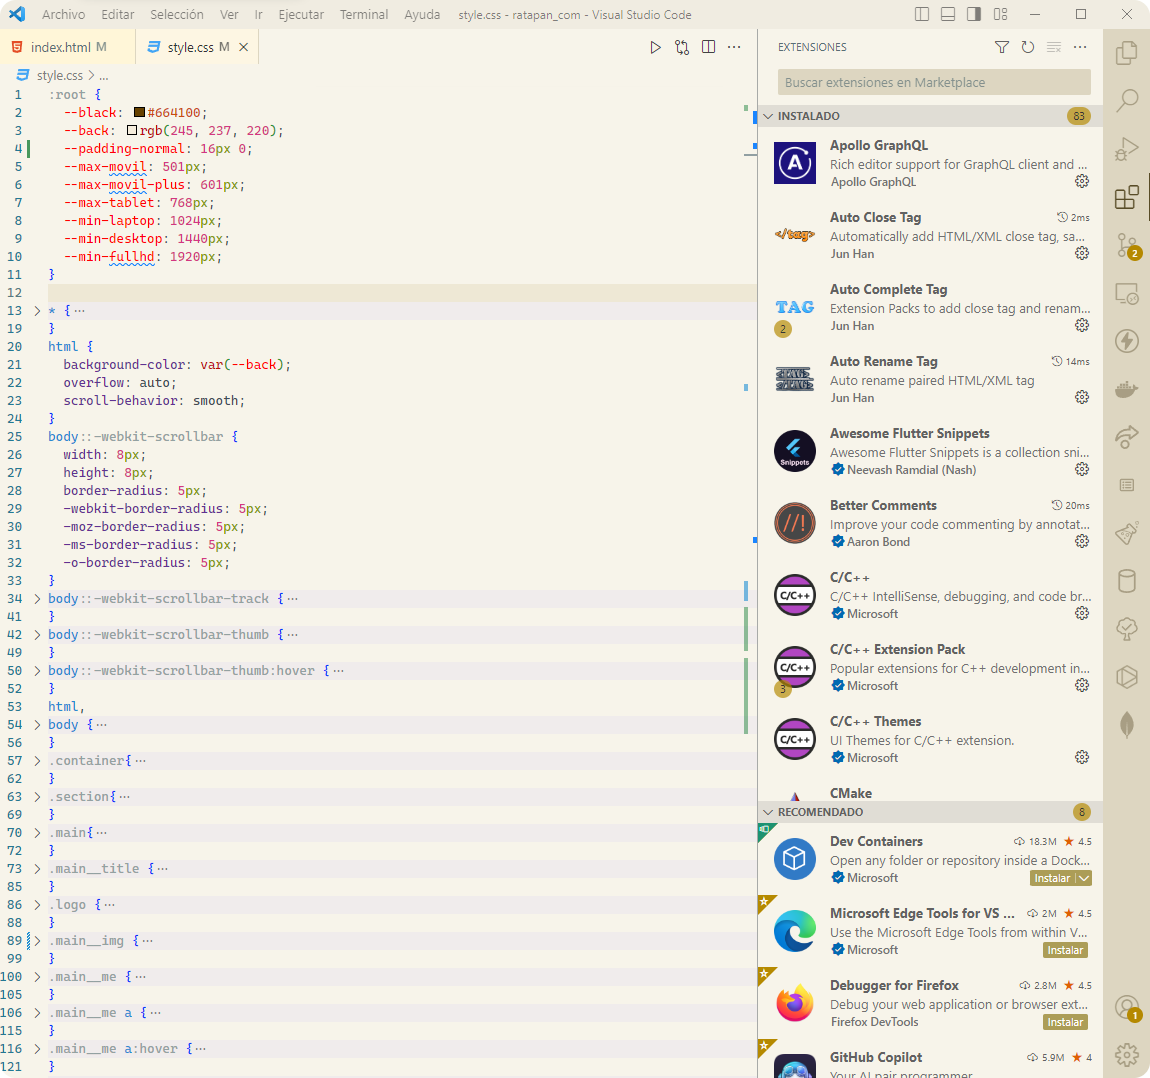 Archivo Editar Selección Ver Ir Ejecutar Terminal Ayuda style.css - ratapan_com - Visual Studio Code
index.html M style.css M
style.css > ...
1 :root {
2 --black: #664100;
3 --back: rgb(245, 237, 220);
4 --padding-normal: 16px 0;
5 --max-movil: 501px;
6 --max-movil-plus: 601px;
7 --max-tablet: 768px;
8 --min-laptop: 1024px;
9 --min-desktop: 1440px;
10 --min-fullhd: 1920px;
11 }
12
13 * { ···
19 }
20 html {
21 background-color: var(--back);
22 overflow: auto;
23 scroll-behavior: smooth;
24 }
25 body::-webkit-scrollbar {
26 width: 8px;
27 height: 8px;
28 border-radius: 5px;
29 -webkit-border-radius: 5px;
30 -moz-border-radius: 5px;
31 -ms-border-radius: 5px;
32 -o-border-radius: 5px;
33 }
34 body::-webkit-scrollbar-track { ···
41 }
42 body::-webkit-scrollbar-thumb { ···
49 }
50 body::-webkit-scrollbar-thumb:hover { ···
52 }
53 html,
54 body { ···
56 }
57 .container{ ···
62 }
63 .section{ ···
69 }
70 .main{ ···
72 }
73 .main__title { ···
85 }
86 .logo { ···
88 }
89 .main__img { ···
99 }
100 .main__me { ···
105 }
106 .main__me a { ···
115 }
116 .main__me a:hover { ···
121 }
EXTENSIONES
Buscar extensiones en Marketplace
INSTALADO 83
Apollo GraphQL
Rich editor support for GraphQL client and ...
Apollo GraphQL
</tag>
Auto Close Tag 2ms
Automatically add HTML/XML close tag, sa...
Jun Han
TAG
2
Auto Complete Tag
Extension Packs to add close tag and renam...
Jun Han
Auto Rename Tag 14ms
Auto rename paired HTML/XML tag
Jun Han
Snippets
Awesome Flutter Snippets
Awesome Flutter Snippets is a collection sni...
Neevash Ramdial (Nash)
//!
Better Comments 20ms
Improve your code commenting by annotat...
Aaron Bond
C/C++
C/C++
C/C++ IntelliSense, debugging, and code br...
Microsoft
C/C++
3
C/C++ Extension Pack
Popular extensions for C++ development in...
Microsoft
C/C++
C/C++ Themes
UI Themes for C/C++ extension.
Microsoft
CMake
RECOMENDADO 8
Dev Containers 18.3M 4.5
Open any folder or repository inside a Dock...
Microsoft Instalar
Microsoft Edge Tools for VS ... 2M 4.5
Use the Microsoft Edge Tools from within V...
Microsoft Instalar
Debugger for Firefox 2.8M 4.5
Debug your web application or browser ext...
Firefox DevTools Instalar
GitHub Copilot 5.9M 4
Your AI pair programmer
2
1